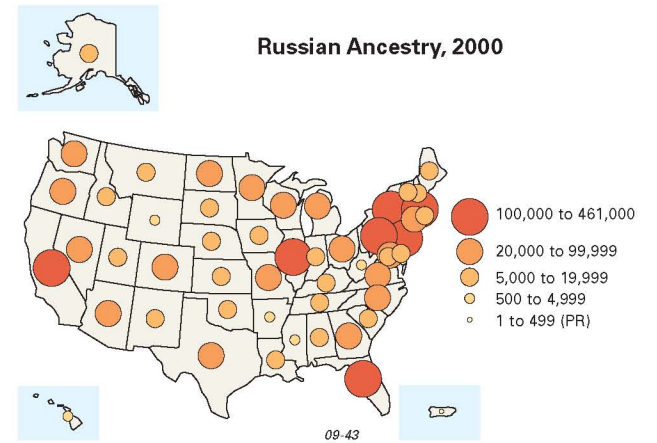 Russian Ancestry, 2000
100,000 to 461,000
20,000 to 99,999
5,000 to 19,999
500 to 4,999
1 to 499 (PR)
09-43